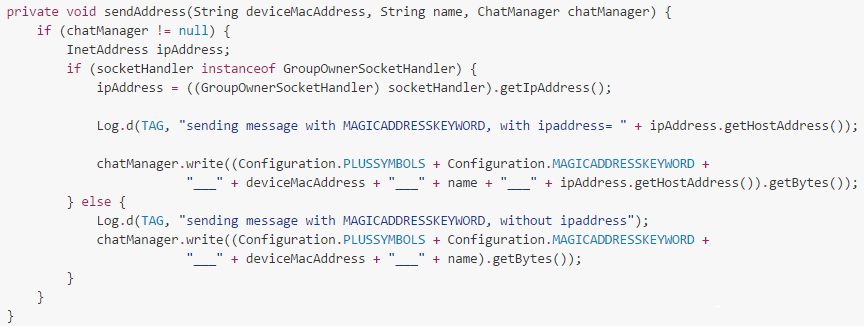 private void sendAddress(String deviceMacAddress, String name, ChatManager chatManager) {
    if (chatManager != null) {
        InetAddress ipAddress;
        if (socketHandler instanceof GroupOwnerSocketHandler) {
            ipAddress = ((GroupOwnerSocketHandler) socketHandler).getIpAddress();

            Log.d(TAG, "sending message with MAGICADDRESSKEYWORD, with ipaddress= " + ipAddress.getHostAddress());

            chatManager.write((Configuration.PLUSSYMBOLS + Configuration.MAGICADDRESSKEYWORD +
                        "___" + deviceMacAddress + "___" + name + "___" + ipAddress.getHostAddress()).getBytes());
        } else {
            Log.d(TAG, "sending message with MAGICADDRESSKEYWORD, without ipaddress");
            chatManager.write((Configuration.PLUSSYMBOLS + Configuration.MAGICADDRESSKEYWORD +
                        "___" + deviceMacAddress + "___" + name).getBytes());
        }
    }
}